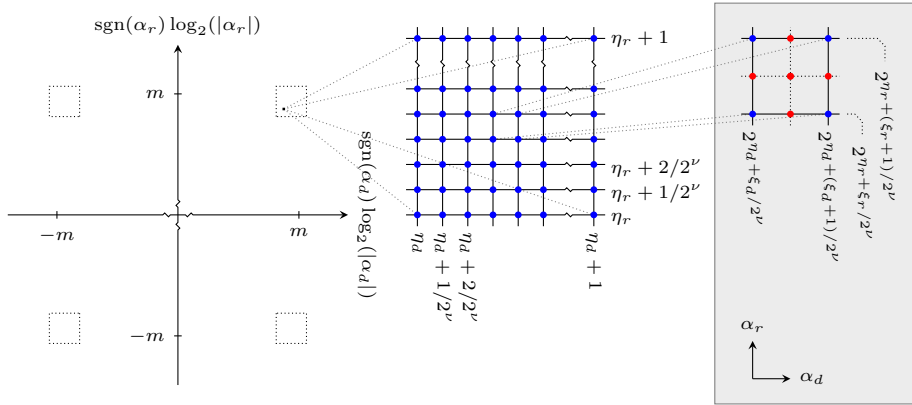 sgn(α_r) log_2(|α_r|)
m
−m
−m
m
sgn(α_d) log_2(|α_d|)
η_r + 1
η_r + 2/2^ν
η_r + 1/2^ν
η_r
η_d
η_d + 1/2^ν
η_d + 2/2^ν
η_d + 1
2^{η_d + ξ_d/2^ν}
2^{η_d + (ξ_d+1)/2^ν}
2^{η_r + ξ_r/2^ν}
2^{η_r + (ξ_r+1)/2^ν}
α_r
α_d